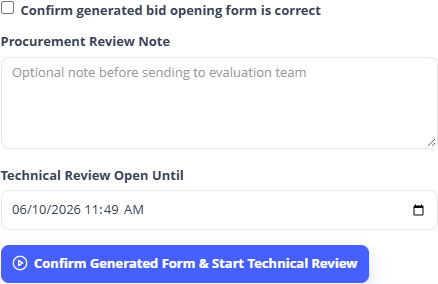 Confirm generated bid opening form is correct
Procurement Review Note
Optional note before sending to evaluation team
Technical Review Open Until
06/10/2026 11:49 AM
Confirm Generated Form & Start Technical Review